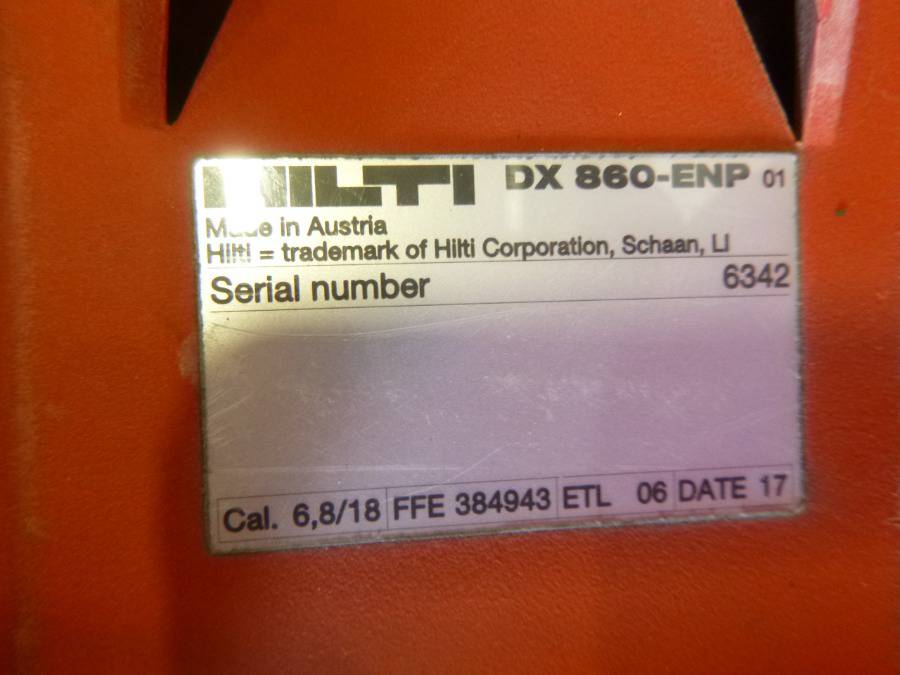 HILTI DX 860-ENP 01
Made in Austria
Hilti = trademark of Hilti Corporation, Schaan, LI
Serial number 6342
Cal. 6,8/18 FFE 384943 ETL 06 DATE 17